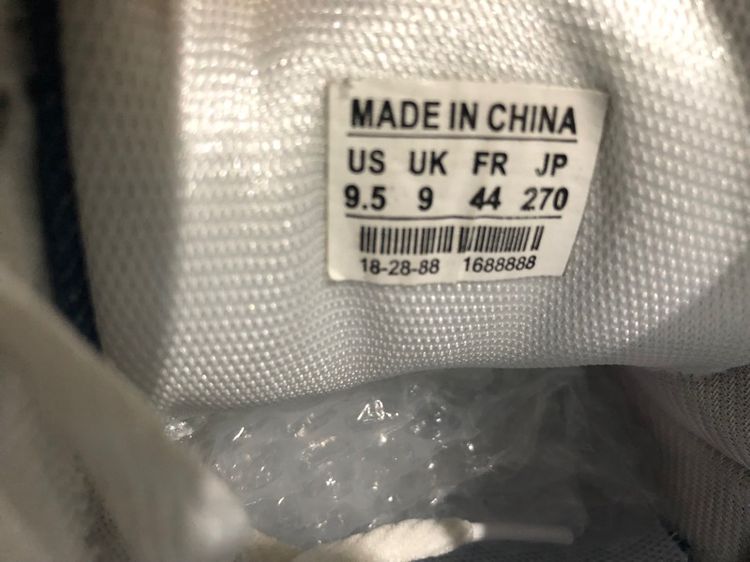 MADE IN CHINA
US UK FR JP
9.5 9 44 270
18-28-88 1688888